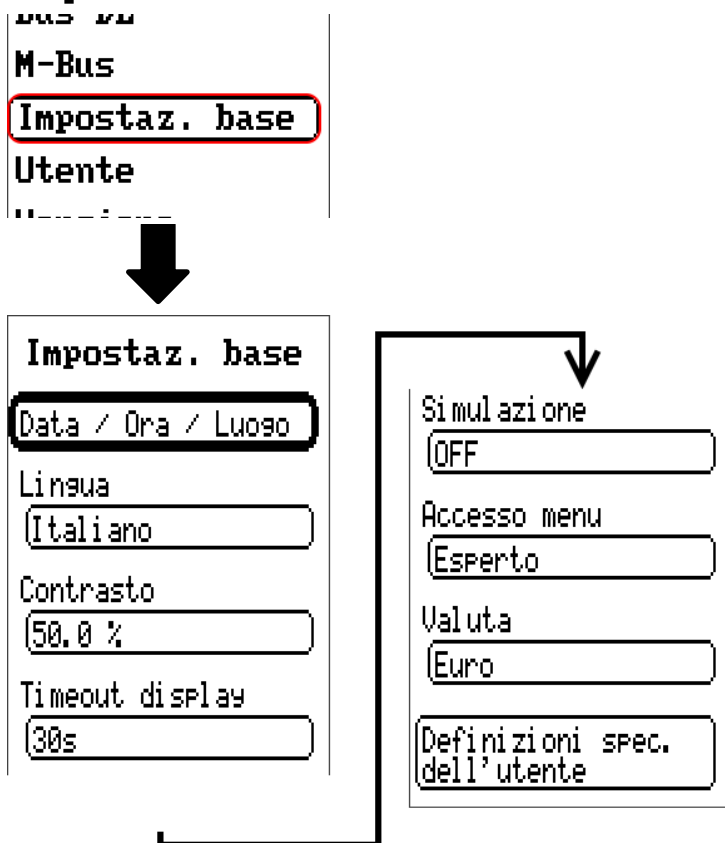 M-Bus
Impostaz. base
Utente
Impostaz. base
Data / Ora / Luogo
Lingua
Italiano
Contrasto
50.0 %
Timeout display
30s
Simulazione
OFF
Accesso menu
Esperto
Valuta
Euro
Definizioni spec.
dell'utente